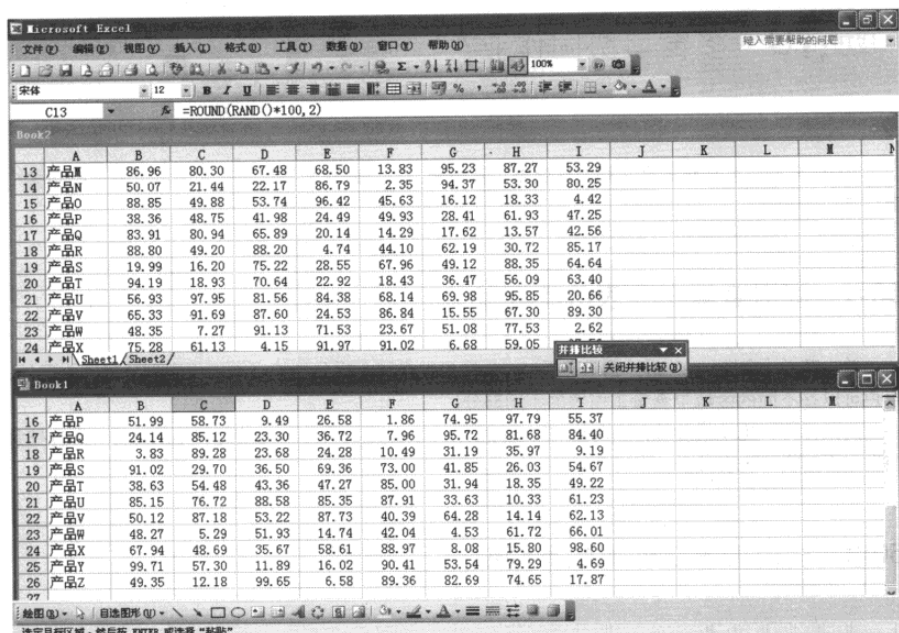 Microsoft Excel
文件(F) 编辑(E) 视图(V) 插入(I) 格式(O) 工具(T) 数据(D) 窗口(W) 帮助(H) 键入需要帮助的问题
100%
宋体 12 B I U % ,
C13 fx =ROUND(RAND()*100,2)
Book2
A B C D E F G H I J K L M N
13 产品M 86.96 80.30 67.48 68.50 13.83 95.23 87.27 53.29
14 产品N 50.07 21.44 22.17 86.79 2.35 94.37 53.30 80.25
15 产品O 88.85 49.88 53.74 96.42 45.63 16.12 18.33 4.42
16 产品P 38.36 48.75 41.98 24.49 49.93 28.41 61.93 47.25
17 产品Q 83.91 80.94 65.89 20.14 14.29 17.62 13.57 42.56
18 产品R 88.80 49.20 88.20 4.74 44.10 62.19 30.72 85.17
19 产品S 19.99 16.20 75.22 28.55 67.96 49.12 88.35 64.64
20 产品T 94.19 18.93 70.64 22.92 18.43 36.47 56.09 63.40
21 产品U 56.93 97.95 81.56 84.38 68.14 69.98 95.85 20.66
22 产品V 65.33 91.69 87.60 24.53 86.84 15.55 67.30 89.30
23 产品W 48.35 7.27 91.13 71.53 23.67 51.08 77.53 2.62
24 产品X 75.28 61.13 4.15 91.97 91.02 6.68 59.05
Sheet1 Sheet2
并排比较
关闭并排比较(B)
Book1
A B C D E F G H I J K L M
16 产品P 51.99 58.73 9.49 26.58 1.86 74.95 97.79 55.37
17 产品Q 24.14 85.12 23.30 36.72 7.96 95.72 81.68 84.40
18 产品R 3.83 89.28 23.68 24.28 10.49 31.19 35.97 9.19
19 产品S 91.02 29.70 36.50 69.36 73.00 41.85 26.03 54.67
20 产品T 38.63 54.48 43.36 47.27 85.00 31.94 18.35 49.22
21 产品U 85.15 76.72 88.58 85.35 87.91 33.63 10.33 61.23
22 产品V 50.12 87.18 53.22 87.73 40.39 64.28 14.14 62.13
23 产品W 48.27 5.29 51.93 14.74 42.04 4.53 61.72 66.01
24 产品X 67.94 48.69 35.67 58.61 88.97 8.08 15.80 98.60
25 产品Y 99.71 57.30 11.89 16.02 90.41 53.54 79.29 4.69
26 产品Z 49.35 12.18 99.65 6.58 89.36 82.69 74.65 17.87
27
绘图(R) 自选图形(U)
选定目标区域，然后按 ENTER 或选择“粘贴”